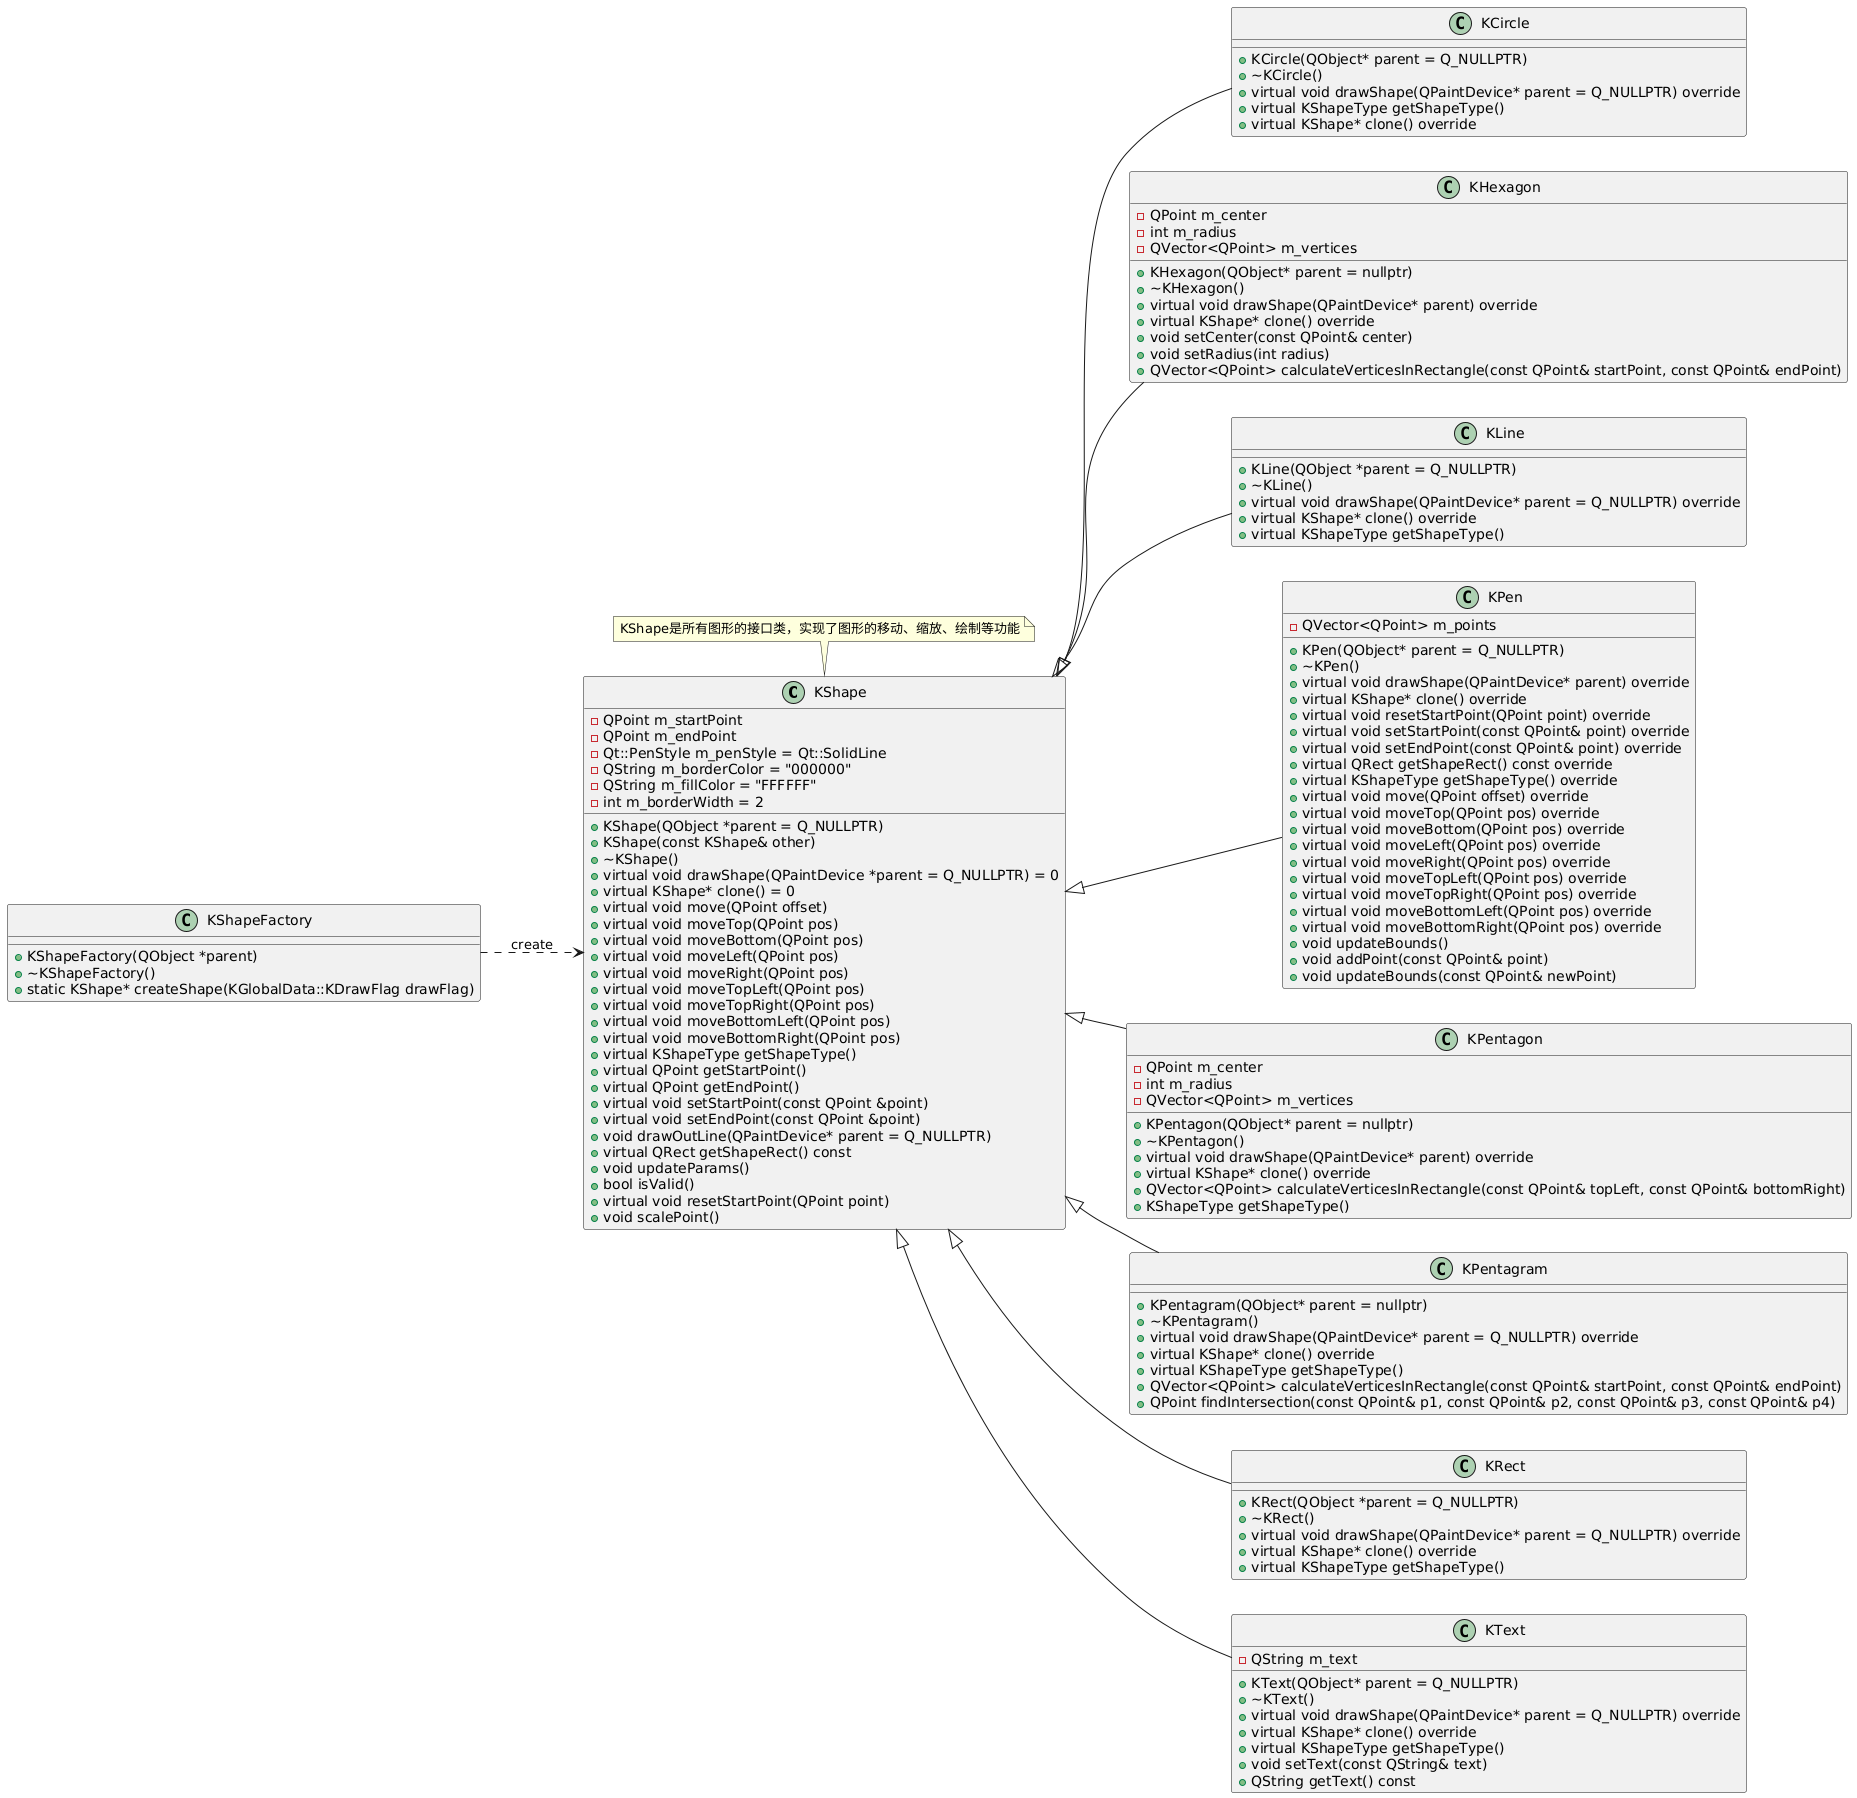 KCircle
KCircle(QObject* parent = Q_NULLPTR)
~KCircle()
virtual void drawShape(QPaintDevice* parent = Q_NULLPTR) override
virtual KShapeType getShapeType()
virtual KShape* clone() override
KHexagon
QPoint m_center
int m_radius
QVector<QPoint> m_vertices
KHexagon(QObject* parent = nullptr)
~KHexagon()
virtual void drawShape(QPaintDevice* parent) override
virtual KShape* clone() override
void setCenter(const QPoint& center)
void setRadius(int radius)
QVector<QPoint> calculateVerticesInRectangle(const QPoint& startPoint, const QPoint& endPoint)
KLine
KLine(QObject *parent = Q_NULLPTR)
~KLine()
virtual void drawShape(QPaintDevice* parent = Q_NULLPTR) override
virtual KShape* clone() override
virtual KShapeType getShapeType()
KPen
QVector<QPoint> m_points
KPen(QObject* parent = Q_NULLPTR)
~KPen()
virtual void drawShape(QPaintDevice* parent) override
virtual KShape* clone() override
virtual void resetStartPoint(QPoint point) override
virtual void setStartPoint(const QPoint& point) override
virtual void setEndPoint(const QPoint& point) override
virtual QRect getShapeRect() const override
virtual KShapeType getShapeType() override
virtual void move(QPoint offset) override
virtual void moveTop(QPoint pos) override
virtual void moveBottom(QPoint pos) override
virtual void moveLeft(QPoint pos) override
virtual void moveRight(QPoint pos) override
virtual void moveTopLeft(QPoint pos) override
virtual void moveTopRight(QPoint pos) override
virtual void moveBottomLeft(QPoint pos) override
virtual void moveBottomRight(QPoint pos) override
void updateBounds()
void addPoint(const QPoint& point)
void updateBounds(const QPoint& newPoint)
KShape是所有图形的接口类，实现了图形的移动、缩放、绘制等功能
KShape
QPoint m_startPoint
QPoint m_endPoint
Qt::PenStyle m_penStyle = Qt::SolidLine
QString m_borderColor = "000000"
QString m_fillColor = "FFFFFF"
int m_borderWidth = 2
KShape(QObject *parent = Q_NULLPTR)
KShape(const KShape& other)
~KShape()
virtual void drawShape(QPaintDevice *parent = Q_NULLPTR) = 0
virtual KShape* clone() = 0
virtual void move(QPoint offset)
virtual void moveTop(QPoint pos)
virtual void moveBottom(QPoint pos)
virtual void moveLeft(QPoint pos)
virtual void moveRight(QPoint pos)
virtual void moveTopLeft(QPoint pos)
virtual void moveTopRight(QPoint pos)
virtual void moveBottomLeft(QPoint pos)
virtual void moveBottomRight(QPoint pos)
virtual KShapeType getShapeType()
virtual QPoint getStartPoint()
virtual QPoint getEndPoint()
virtual void setStartPoint(const QPoint &point)
virtual void setEndPoint(const QPoint &point)
void drawOutLine(QPaintDevice* parent = Q_NULLPTR)
virtual QRect getShapeRect() const
void updateParams()
bool isValid()
virtual void resetStartPoint(QPoint point)
void scalePoint()
KShapeFactory
KShapeFactory(QObject *parent)
~KShapeFactory()
static KShape* createShape(KGlobalData::KDrawFlag drawFlag)
create
KPentagon
QPoint m_center
int m_radius
QVector<QPoint> m_vertices
KPentagon(QObject* parent = nullptr)
~KPentagon()
virtual void drawShape(QPaintDevice* parent) override
virtual KShape* clone() override
QVector<QPoint> calculateVerticesInRectangle(const QPoint& topLeft, const QPoint& bottomRight)
KShapeType getShapeType()
KPentagram
KPentagram(QObject* parent = nullptr)
~KPentagram()
virtual void drawShape(QPaintDevice* parent = Q_NULLPTR) override
virtual KShape* clone() override
virtual KShapeType getShapeType()
QVector<QPoint> calculateVerticesInRectangle(const QPoint& startPoint, const QPoint& endPoint)
QPoint findIntersection(const QPoint& p1, const QPoint& p2, const QPoint& p3, const QPoint& p4)
KRect
KRect(QObject *parent = Q_NULLPTR)
~KRect()
virtual void drawShape(QPaintDevice* parent = Q_NULLPTR) override
virtual KShape* clone() override
virtual KShapeType getShapeType()
KText
QString m_text
KText(QObject* parent = Q_NULLPTR)
~KText()
virtual void drawShape(QPaintDevice* parent = Q_NULLPTR) override
virtual KShape* clone() override
virtual KShapeType getShapeType()
void setText(const QString& text)
QString getText() const